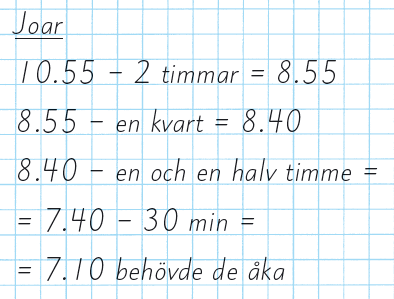 Joar
10.55 – 2 timmar = 8.55
8.55 – en kvart = 8.40
8.40 – en och en halv timme =
= 7.40 – 30 min =
= 7.10 behövde de åka